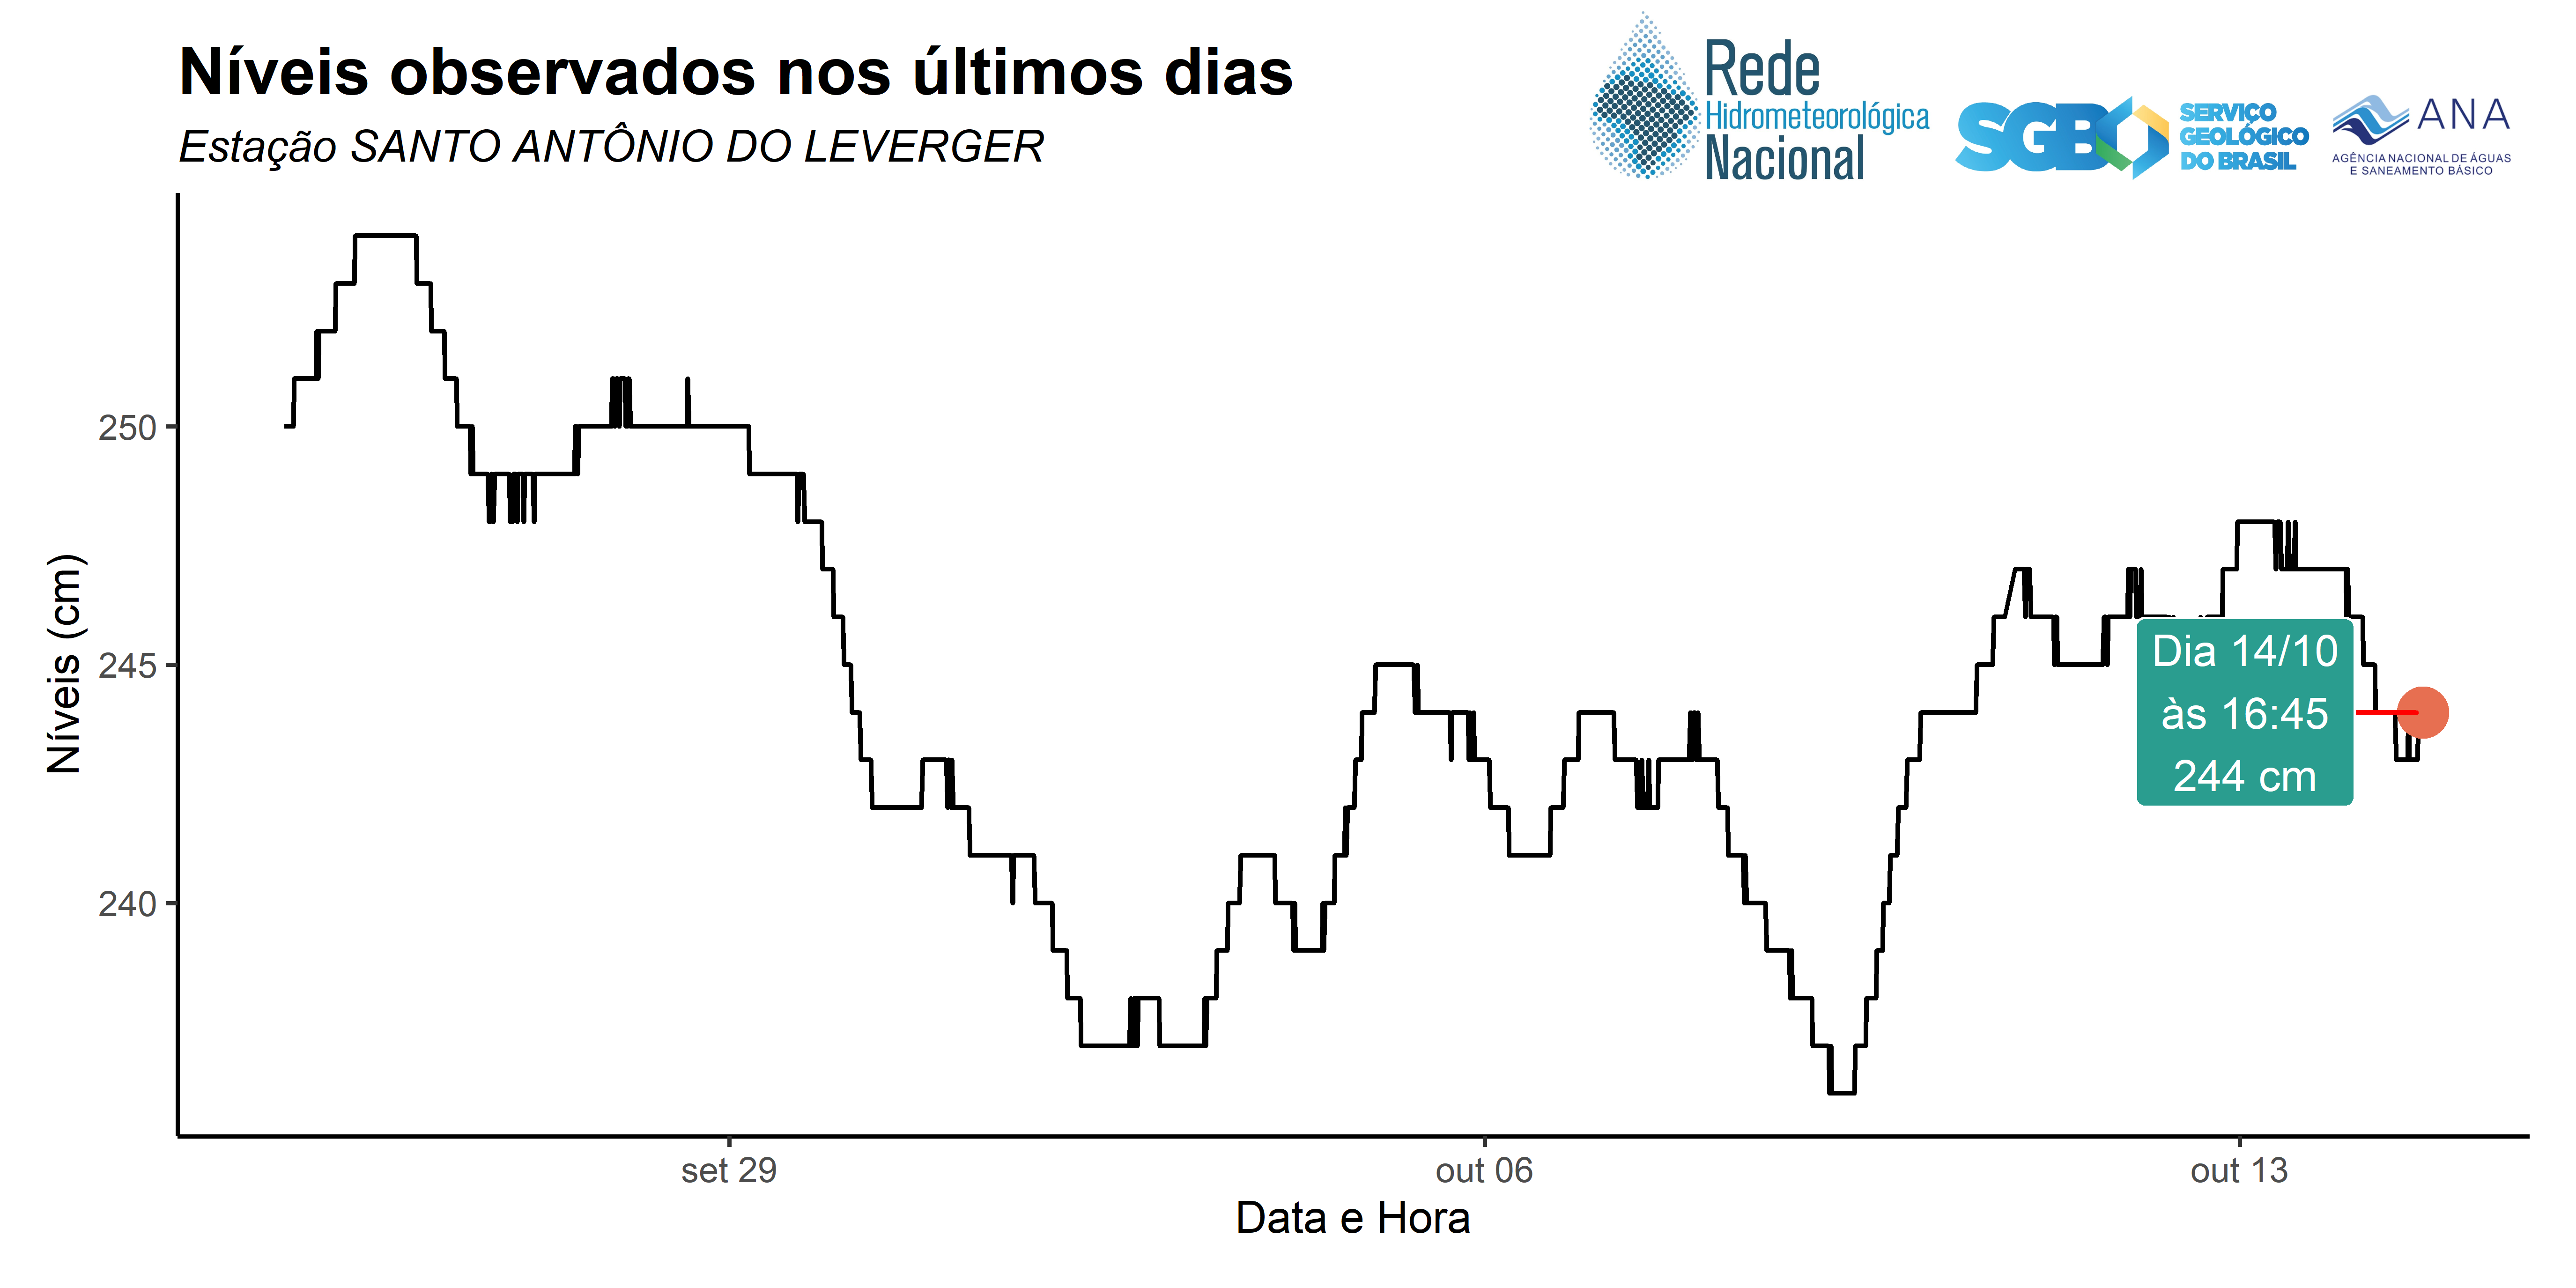 Níveis observados nos últimos dias
Estação SANTO ANTÔNIO DO LEVERGER
Rede
Hidrometeorológica
Nacional
SGB
SERVIÇO
GEOLÓGICO
DO BRASIL
ANA
AGÊNCIA NACIONAL DE ÁGUAS
E SANEAMENTO BÁSICO
Níveis (cm)
250
245
240
Dia 14/10
às 16:45
244 cm
set 29
out 06
out 13
Data e Hora